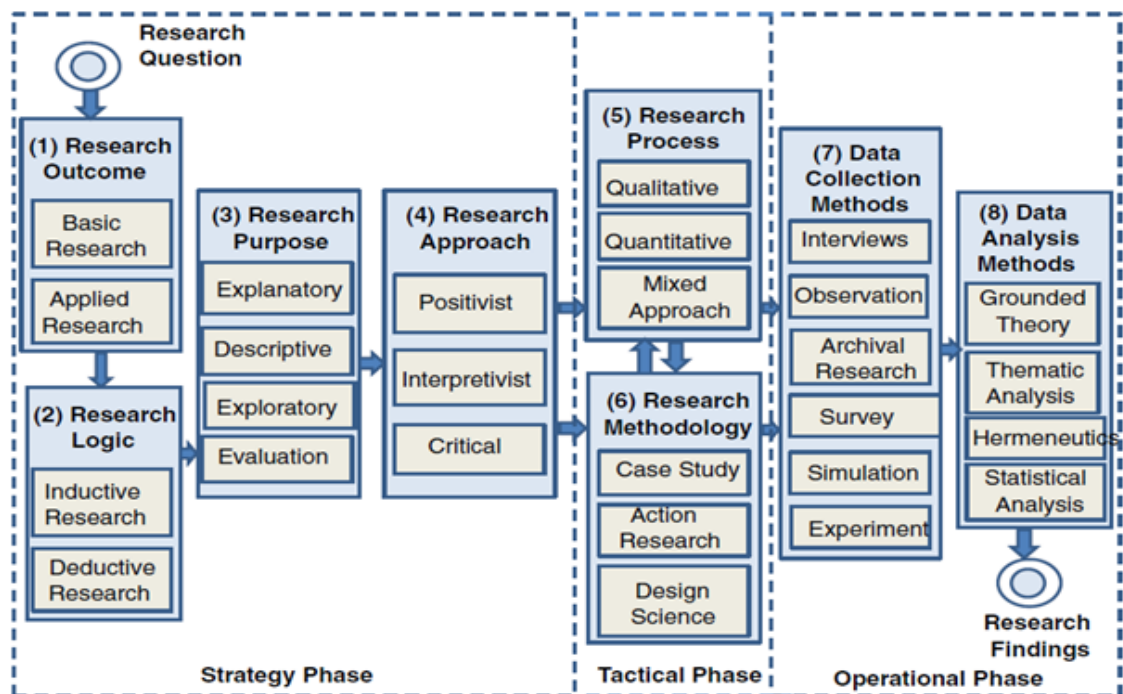 Research
Question
(1) Research
Outcome
Basic
Research
Applied
Research
(2) Research
Logic
Inductive
Research
Deductive
Research
(3) Research
Purpose
Explanatory
Descriptive
Exploratory
Evaluation
(4) Research
Approach
Positivist
Interpretivist
Critical
Strategy Phase
(5) Research
Process
Qualitative
Quantitative
Mixed
Approach
(6) Research
Methodology
Case Study
Action
Research
Design
Science
Tactical Phase
(7) Data
Collection
Methods
Interviews
Observation
Archival
Research
Survey
Simulation
Experiment
(8) Data
Analysis
Methods
Grounded
Theory
Thematic
Analysis
Hermeneutics
Statistical
Analysis
Research
Findings
Operational Phase